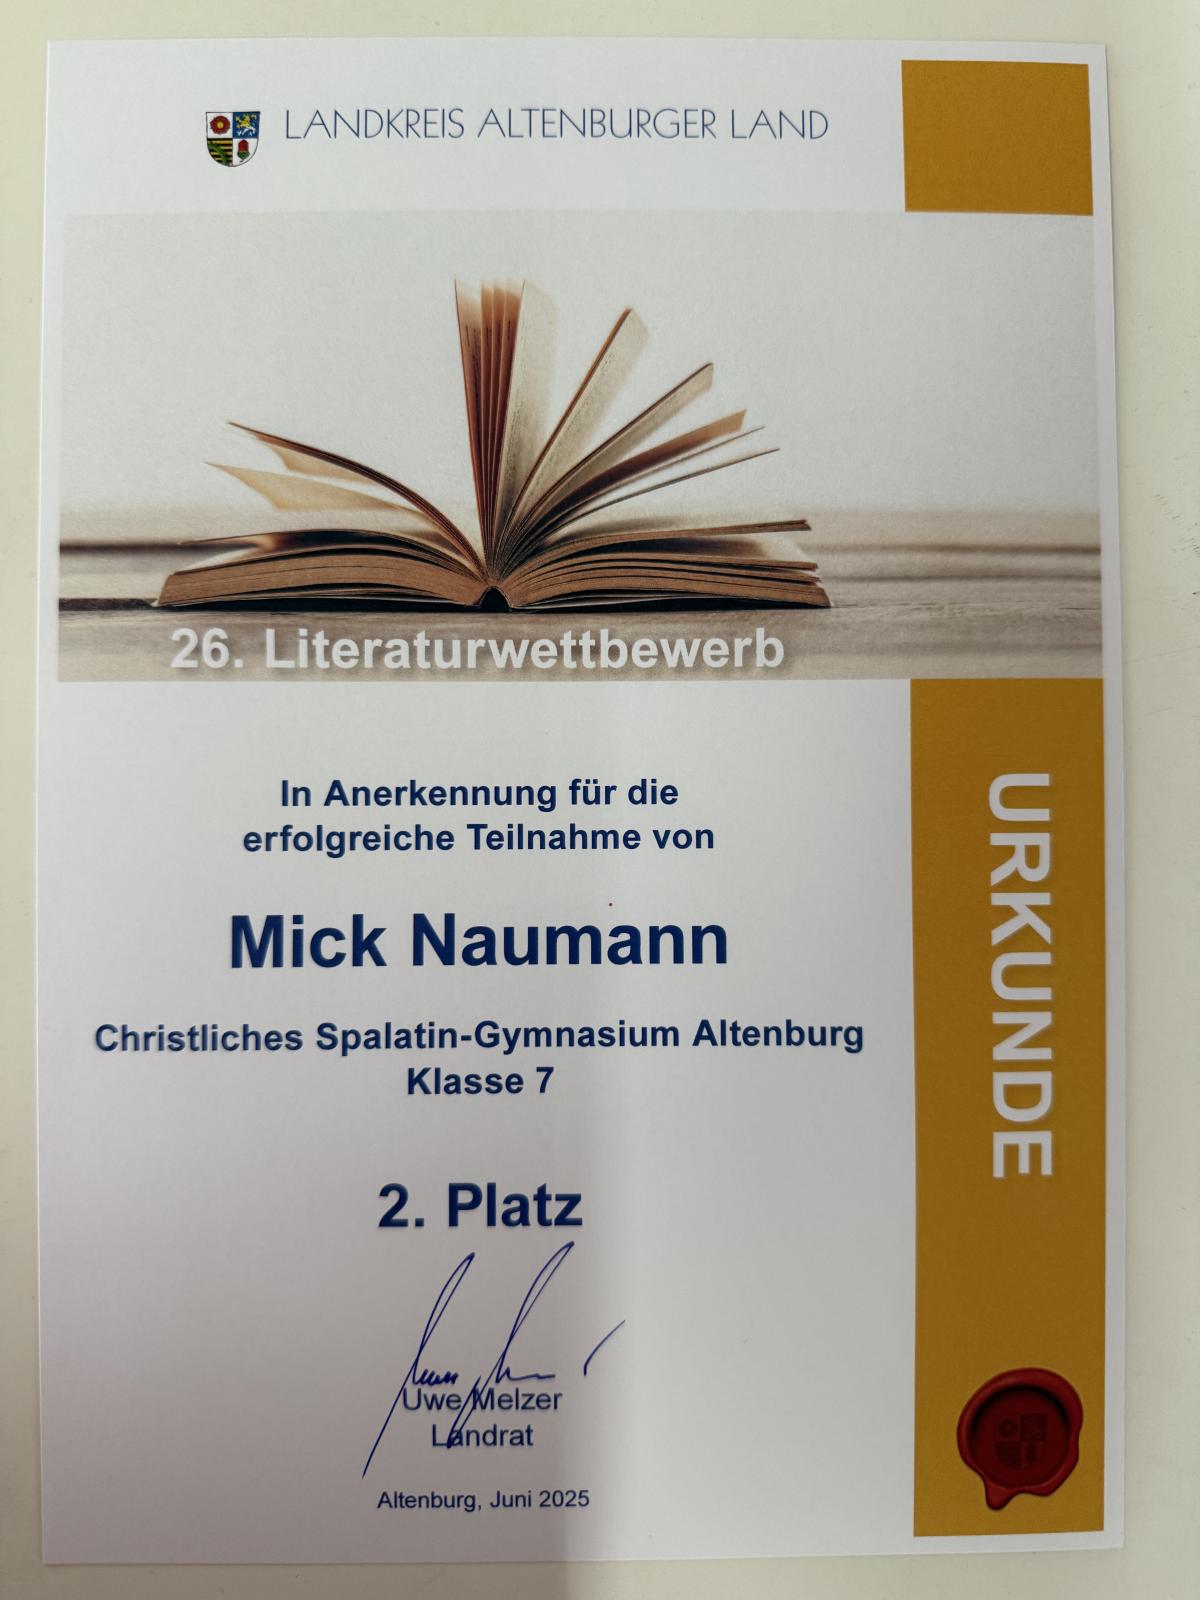 LANDKREIS ALTENBURGER LAND
26. Literaturwettbewerb
In Anerkennung für die
erfolgreiche Teilnahme von
Mick Naumann
Christliches Spalatin-Gymnasium Altenburg
Klasse 7
2. Platz
Uwe Melzer
Landrat
Altenburg, Juni 2025
URKUNDE